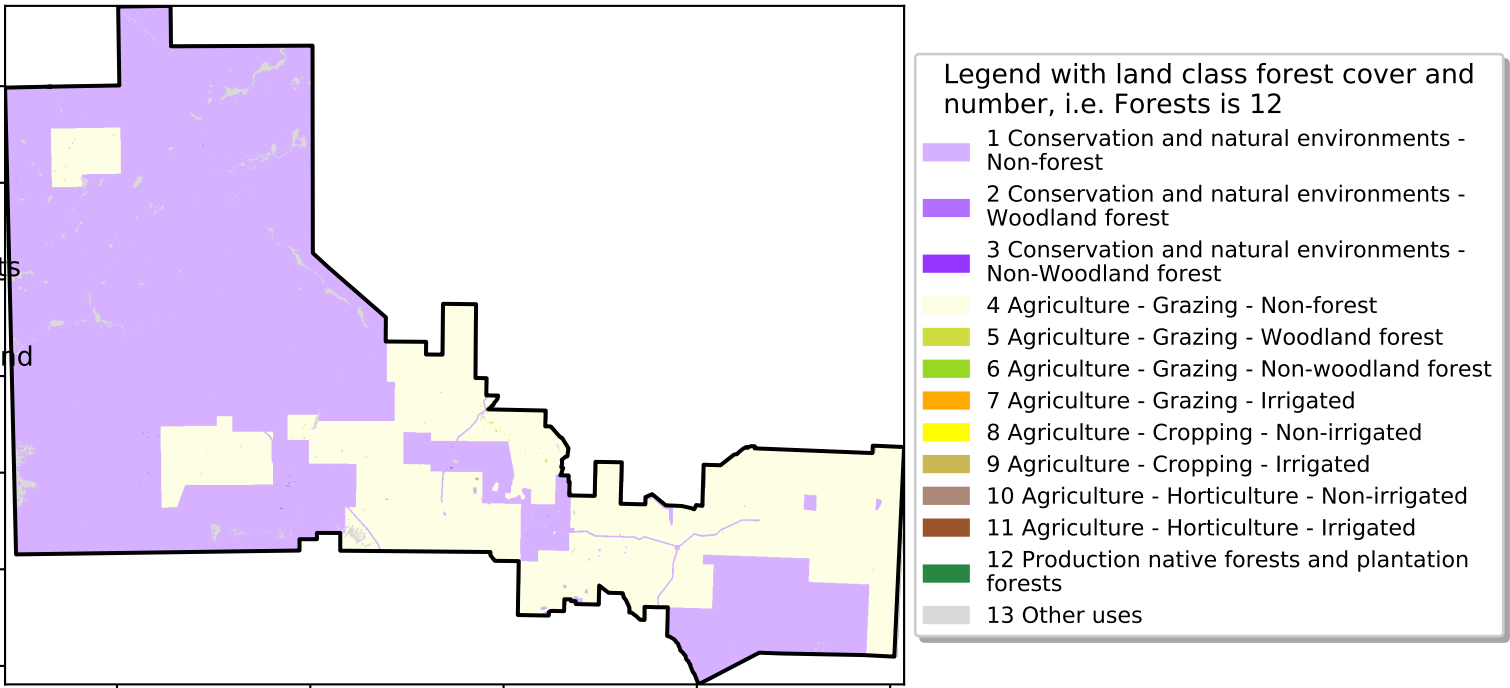 ts
nd
Legend with land class forest cover and
number, i.e. Forests is 12
1 Conservation and natural environments -
Non-forest
2 Conservation and natural environments -
Woodland forest
3 Conservation and natural environments -
Non-Woodland forest
4 Agriculture - Grazing - Non-forest
5 Agriculture - Grazing - Woodland forest
6 Agriculture - Grazing - Non-woodland forest
7 Agriculture - Grazing - Irrigated
8 Agriculture - Cropping - Non-irrigated
9 Agriculture - Cropping - Irrigated
10 Agriculture - Horticulture - Non-irrigated
11 Agriculture - Horticulture - Irrigated
12 Production native forests and plantation
forests
13 Other uses